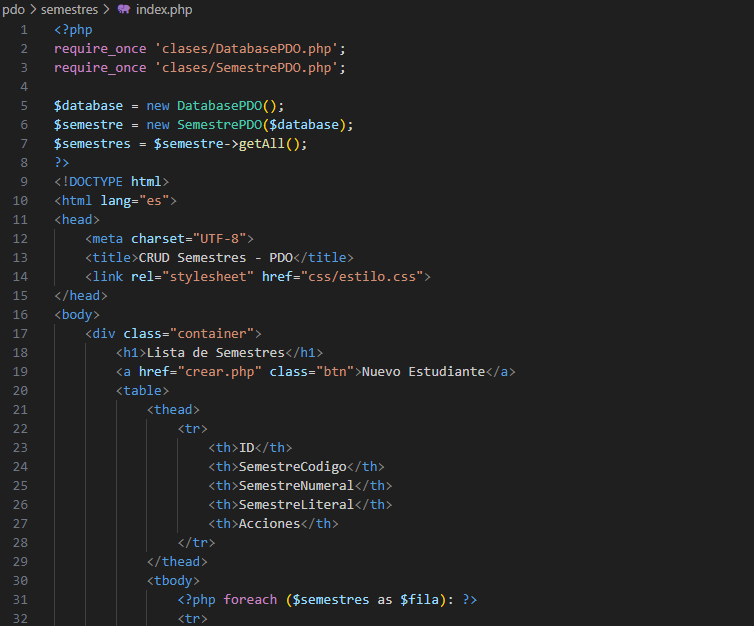 pdo > semestres > index.php
1 <?php
2 require_once 'clases/DatabasePDO.php';
3 require_once 'clases/SemestrePDO.php';
4
5 $database = new DatabasePDO();
6 $semestre = new SemestrePDO($database);
7 $semestres = $semestre->getAll();
8 ?>
9 <!DOCTYPE html>
10 <html lang="es">
11 <head>
12     <meta charset="UTF-8">
13     <title>CRUD Semestres - PDO</title>
14     <link rel="stylesheet" href="css/estilo.css">
15 </head>
16 <body>
17     <div class="container">
18         <h1>Lista de Semestres</h1>
19         <a href="crear.php" class="btn">Nuevo Estudiante</a>
20         <table>
21             <thead>
22                 <tr>
23                     <th>ID</th>
24                     <th>SemestreCodigo</th>
25                     <th>SemestreNumeral</th>
26                     <th>SemestreLiteral</th>
27                     <th>Acciones</th>
28                 </tr>
29             </thead>
30             <tbody>
31                 <?php foreach ($semestres as $fila): ?>
32                 <tr>